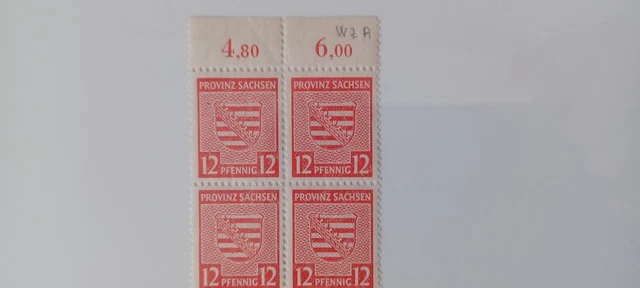 WZ A
4,80 6,00
PROVINZ SACHSEN PROVINZ SACHSEN
12 PFENNIG 12 12 PFENNIG 12
PROVINZ SACHSEN PROVINZ SACHSEN
12 PFENNIG 12 12 PFENNIG 12